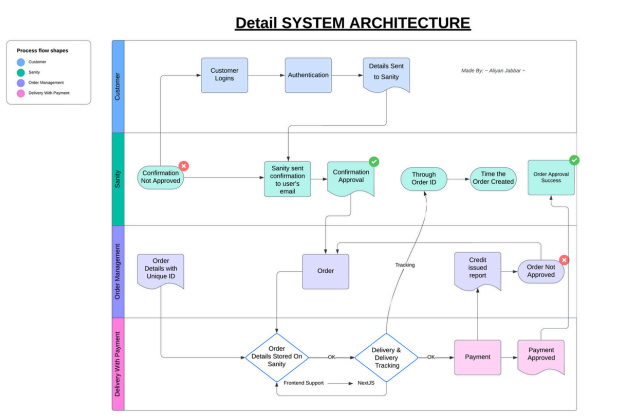 Detail SYSTEM ARCHITECTURE
Process flow shapes
Customer
Sanity
Order Management
Delivery With Payment
Customer
Customer
Logins
Authentication
Details Sent
to Sanity
Made By: ~ Aliyan Jabbar ~
Sanity
Confirmation
Not Approved
Sanity sent
confirmation
to user's
email
Confirmation
Approval
Through
Order ID
Time the
Order Created
Order Approval
Success
Order Management
Order
Details with
Unique ID
Order
Tracking
Credit
issued
report
Order Not
Approved
Delivery With Payment
Order
Details Stored On
Sanity
OK
Delivery &
Delivery
Tracking
OK
Payment
Payment
Approved
Frontend Support
NextJS